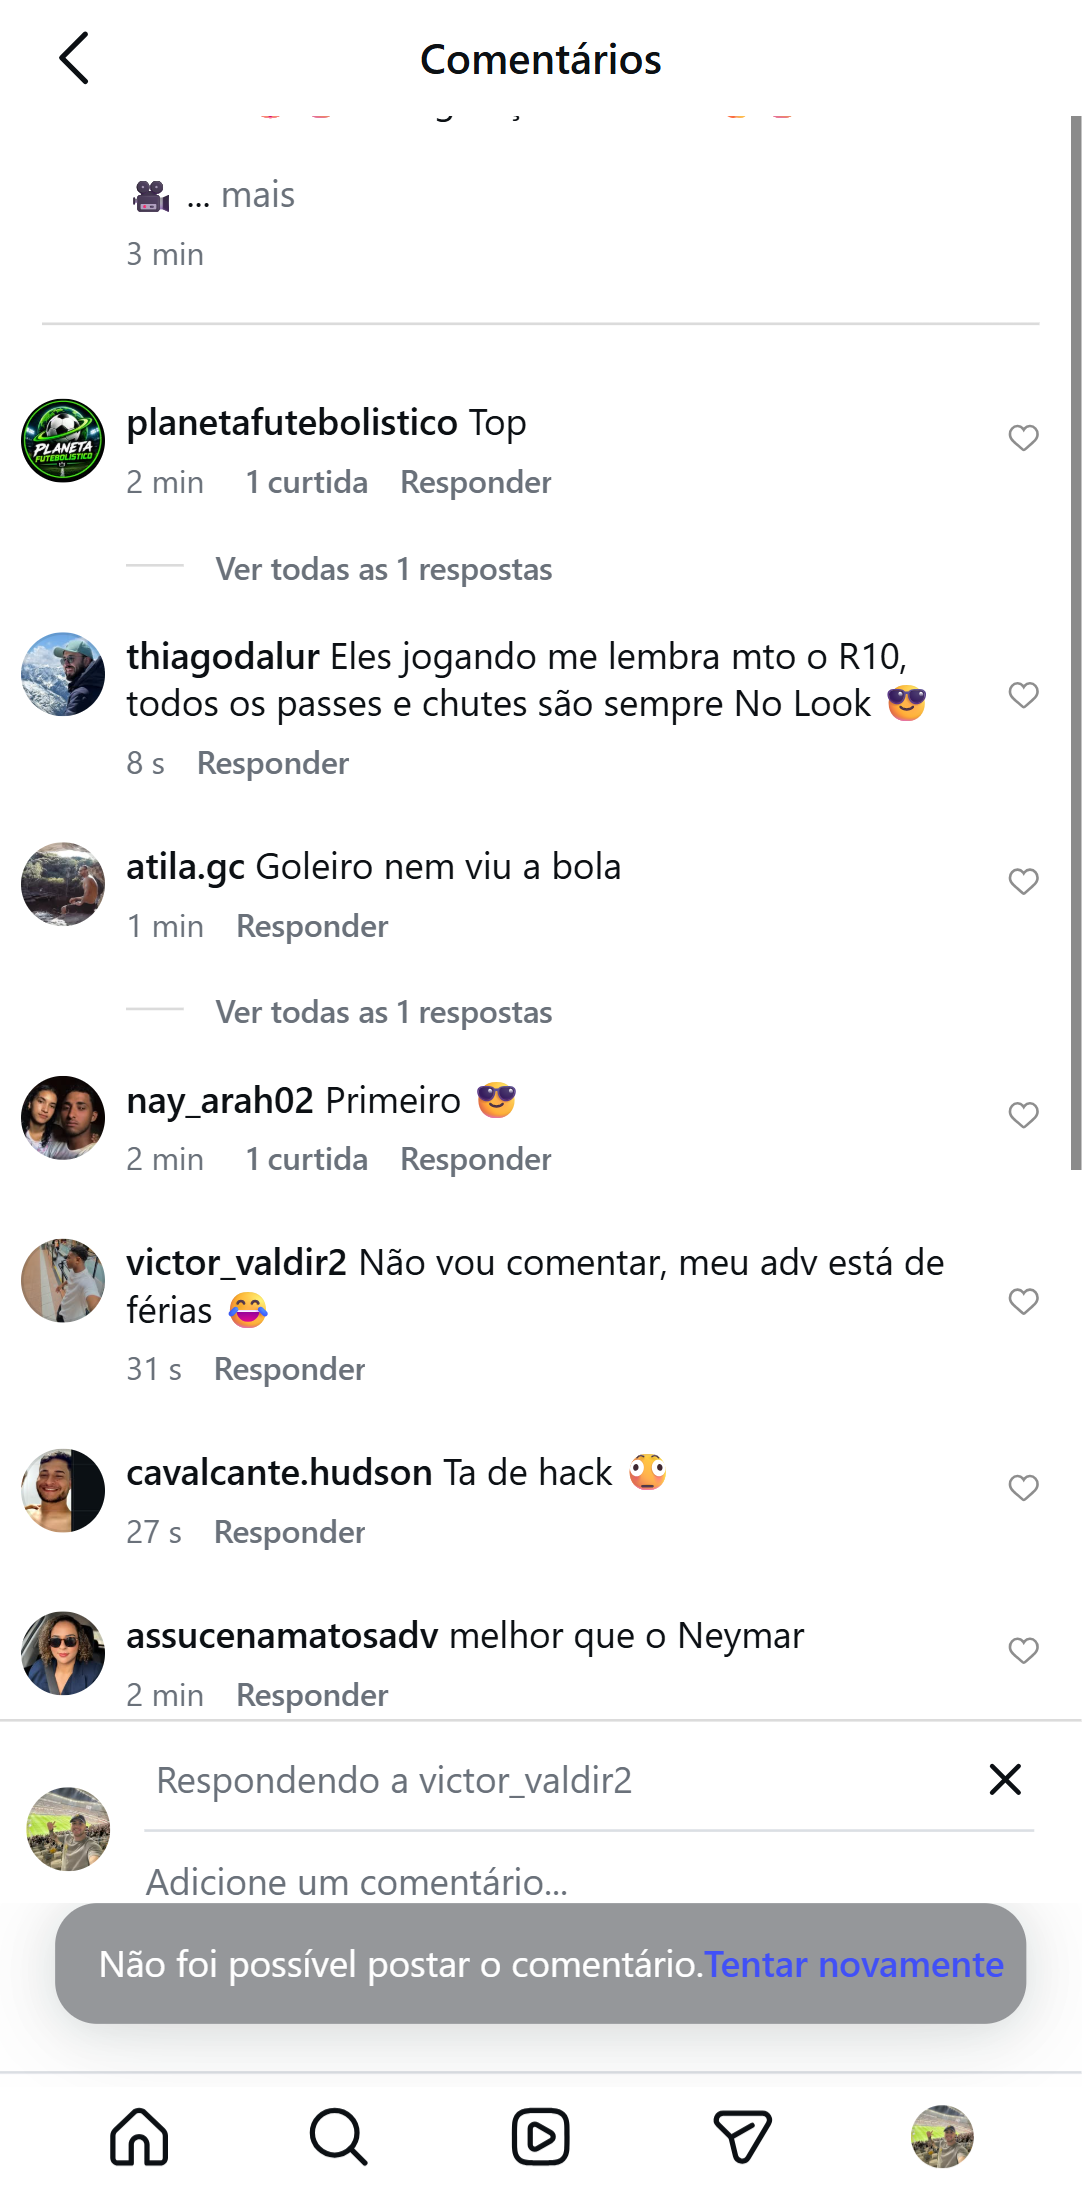 Comentários
... mais
3 min
planetafutebolistico Top
2 min 1 curtida Responder
Ver todas as 1 respostas
thiagodalur Eles jogando me lembra mto o R10,
todos os passes e chutes são sempre No Look 😎
8 s Responder
atila.gc Goleiro nem viu a bola
1 min Responder
Ver todas as 1 respostas
nay_arah02 Primeiro 😎
2 min 1 curtida Responder
victor_valdir2 Não vou comentar, meu adv está de
férias 😂
31 s Responder
cavalcante.hudson Ta de hack 😳
27 s Responder
assucenamatosadv melhor que o Neymar
2 min Responder
Respondendo a victor_valdir2
Adicione um comentário...
Não foi possível postar o comentário.Tentar novamente
PLANETA
FUTEBOLÍSTICO